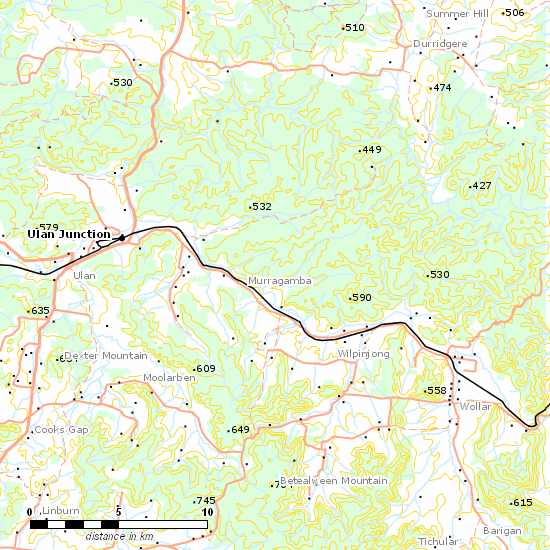 Summer Hill
506
510
Durridgere
530
474
449
427
532
579
Ulan Junction
Ulan
530
Murragamba
590
635
Dexter Mountain
Wilpinjong
609
Moolarben
558
Wollar
Cooks Gap
649
Betealween Mountain
745
615
Linburn
0 5 10
distance in km
Barigan
Tichular